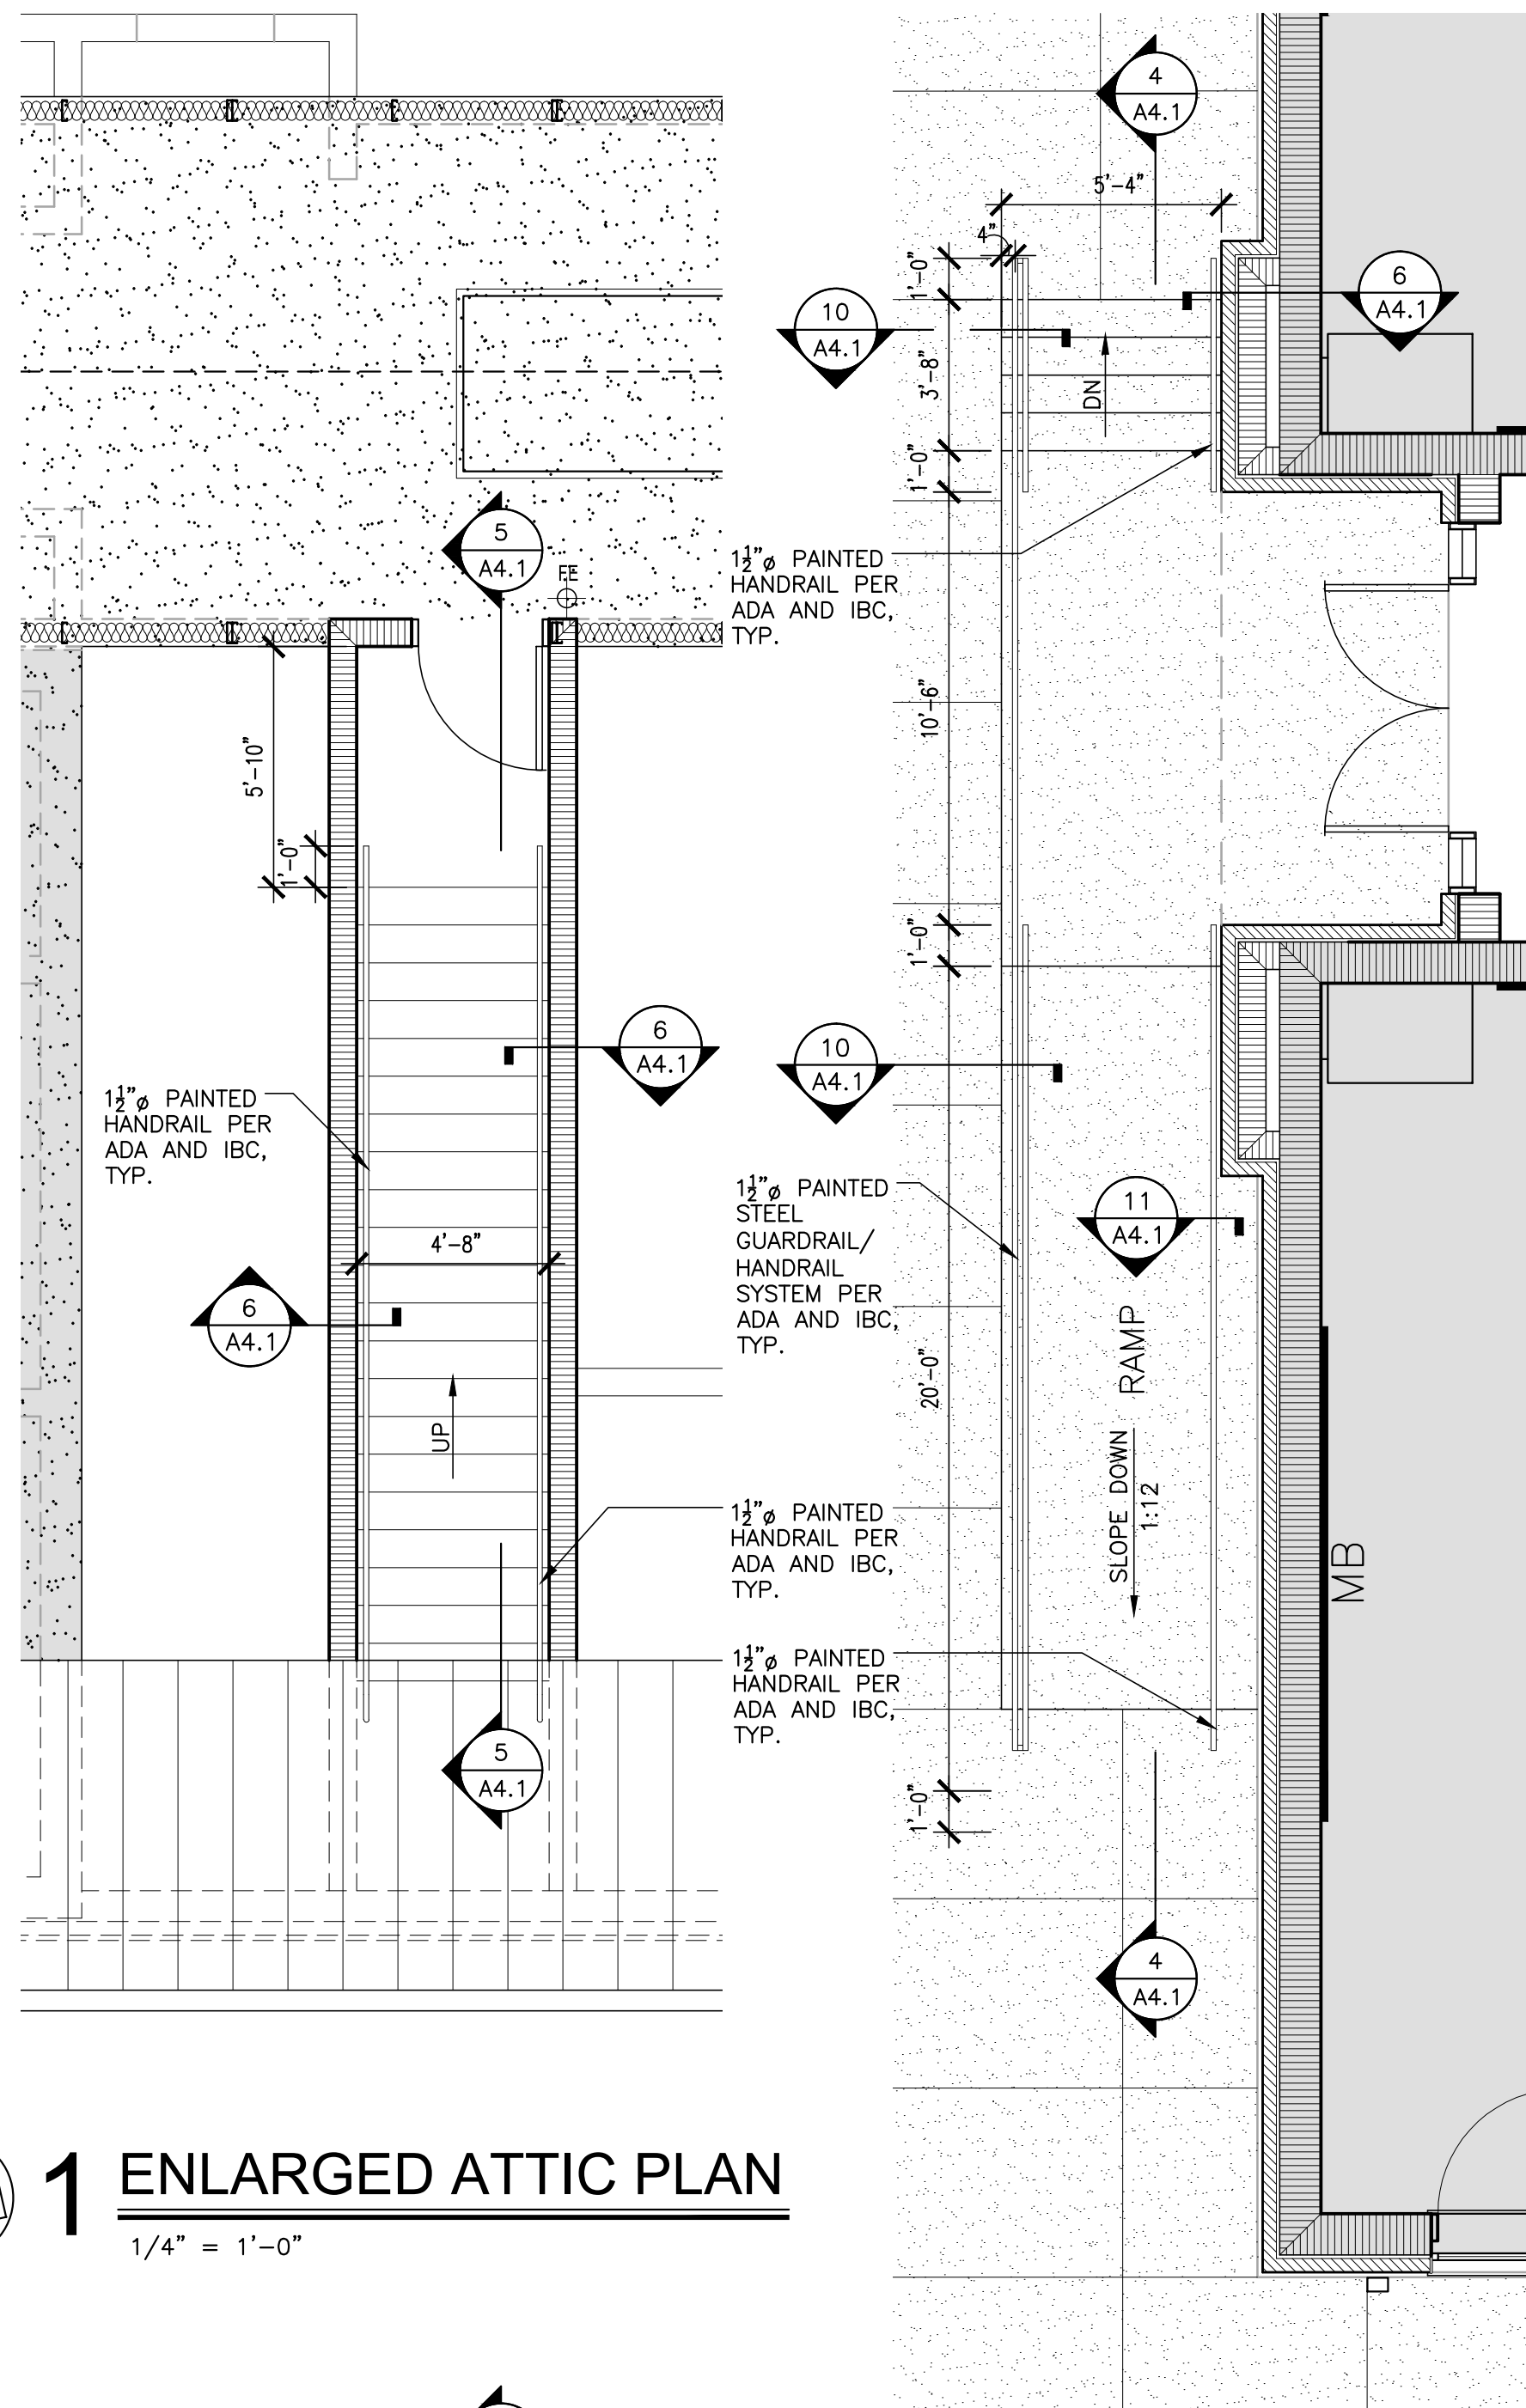 4
A4.1
5'-4"
4"
1'-0"
6
A4.1
10
A4.1
3'-8"
DN
1'-0"
5
A4.1
FE
1½"ø PAINTED
HANDRAIL PER
ADA AND IBC,
TYP.
10'-6"
5'-10"
1'-0"
1'-0"
6
A4.1
10
A4.1
1½"ø PAINTED
HANDRAIL PER
ADA AND IBC,
TYP.
1½"ø PAINTED
STEEL
GUARDRAIL/
HANDRAIL
SYSTEM PER
ADA AND IBC,
TYP.
11
A4.1
4'-8"
6
A4.1
RAMP
20'-0"
UP
SLOPE DOWN
1:12
MB
1½"ø PAINTED
HANDRAIL PER
ADA AND IBC,
TYP.
1½"ø PAINTED
HANDRAIL PER
ADA AND IBC,
TYP.
5
A4.1
1'-0"
4
A4.1
1 ENLARGED ATTIC PLAN
1/4" = 1'-0"